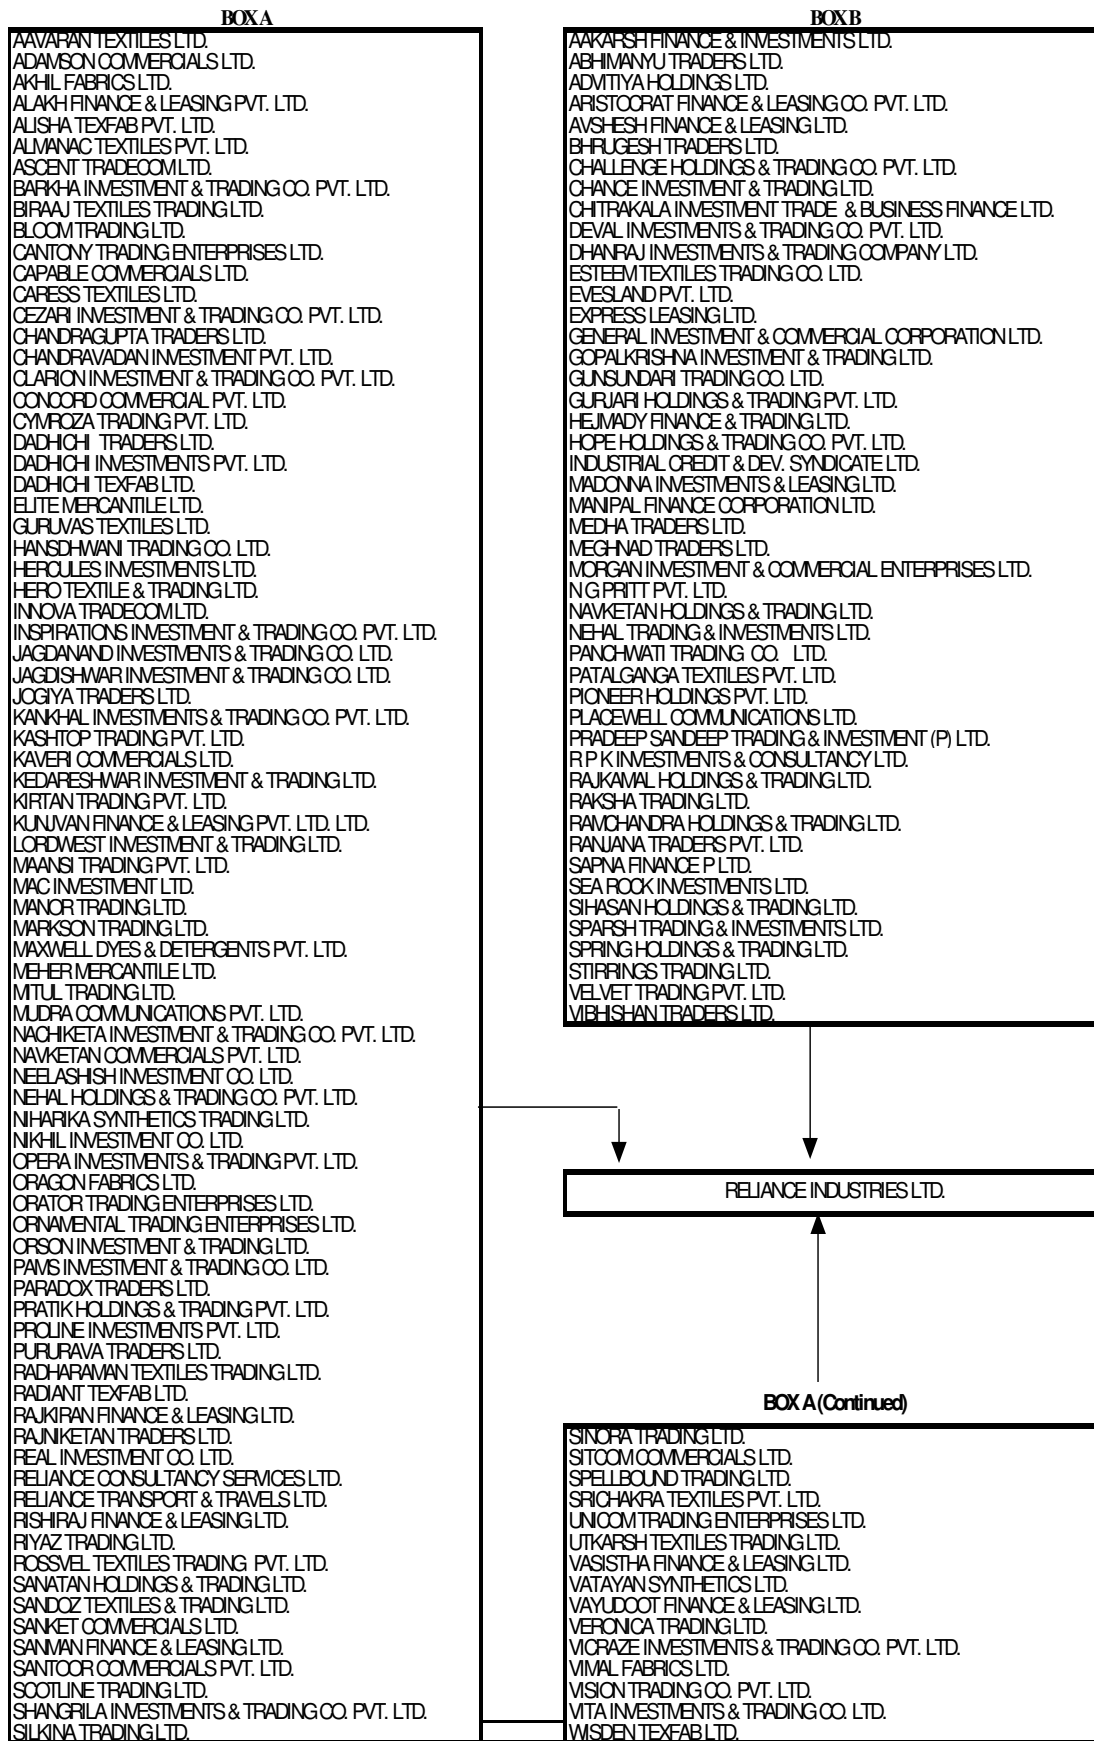 BOX A
AAVARAN TEXTILES LTD.
ADAMSON COMMERCIALS LTD.
AKHIL FABRICS LTD.
ALAKH FINANCE & LEASING PVT. LTD.
ALISHA TEXFAB PVT. LTD.
ALMANAC TEXTILES PVT. LTD.
ASCENT TRADECOM LTD.
BARKHA INVESTMENT & TRADING CO. PVT. LTD.
BIRAAJ TEXTILES TRADING LTD.
BLOOM TRADING LTD.
CANTONY TRADING ENTERPRISES LTD.
CAPABLE COMMERCIALS LTD.
CARESS TEXTILES LTD.
CEZARI INVESTMENT & TRADING CO. PVT. LTD.
CHANDRAGUPTA TRADERS LTD.
CHANDRAVADAN INVESTMENT PVT. LTD.
CLARION INVESTMENT & TRADING CO. PVT. LTD.
CONCORD COMMERCIAL PVT. LTD.
CYMROZA TRADING PVT. LTD.
DADHICHI TRADERS LTD.
DADHICHI INVESTMENTS PVT. LTD.
DADHICHI TEXFAB LTD.
ELITE MERCANTILE LTD.
GURUVAS TEXTILES LTD.
HANSDHWANI TRADING CO. LTD.
HERCULES INVESTMENTS LTD.
HERO TEXTILE & TRADING LTD.
INNOVA TRADECOM LTD.
INSPIRATIONS INVESTMENT & TRADING CO. PVT. LTD.
JAGDANAND INVESTMENTS & TRADING CO. LTD.
JAGDISHWAR INVESTMENT & TRADING CO. LTD.
JOGIYA TRADERS LTD.
KANKHAL INVESTMENTS & TRADING CO. PVT. LTD.
KASHTOP TRADING PVT. LTD.
KAVERI COMMERCIALS LTD.
KEDARESHWAR INVESTMENT & TRADING LTD.
KIRTAN TRADING PVT. LTD.
KUNJVAN FINANCE & LEASING PVT. LTD. LTD.
LORDWEST INVESTMENT & TRADING LTD.
MAANSI TRADING PVT. LTD.
MAC INVESTMENT LTD.
MANOR TRADING LTD.
MARKSON TRADING LTD.
MAXWELL DYES & DETERGENTS PVT. LTD.
MEHER MERCANTILE LTD.
MITUL TRADING LTD.
MUDRA COMMUNICATIONS PVT. LTD.
NACHIKETA INVESTMENT & TRADING CO. PVT. LTD.
NAVKETAN COMMERCIALS PVT. LTD.
NEELASHISH INVESTMENT CO. LTD.
NEHAL HOLDINGS & TRADING CO. PVT. LTD.
NIHARIKA SYNTHETICS TRADING LTD.
NIKHIL INVESTMENT CO. LTD.
OPERA INVESTMENTS & TRADING PVT. LTD.
ORAGON FABRICS LTD.
ORATOR TRADING ENTERPRISES LTD.
ORNAMENTAL TRADING ENTERPRISES LTD.
ORSON INVESTMENT & TRADING LTD.
PAMS INVESTMENT & TRADING CO. LTD.
PARADOX TRADERS LTD.
PRATIK HOLDINGS & TRADING PVT. LTD.
PROLINE INVESTMENTS PVT. LTD.
PURURAVA TRADERS LTD.
RADHARAMAN TEXTILES TRADING LTD.
RADIANT TEXFAB LTD.
RAJKIRAN FINANCE & LEASING LTD.
RAJNIKETAN TRADERS LTD.
REAL INVESTMENT CO. LTD.
RELIANCE CONSULTANCY SERVICES LTD.
RELIANCE TRANSPORT & TRAVELS LTD.
RISHIRAJ FINANCE & LEASING LTD.
RIYAZ TRADING LTD.
ROSSVEL TEXTILES TRADING PVT. LTD.
SANATAN HOLDINGS & TRADING LTD.
SANDOZ TEXTILES & TRADING LTD.
SANKET COMMERCIALS LTD.
SANMAN FINANCE & LEASING LTD.
SANTOOR COMMERCIALS PVT. LTD.
SCOTLINE TRADING LTD.
SHANGRILA INVESTMENTS & TRADING CO. PVT. LTD.
SILKINA TRADING LTD.
BOX B
AAKARSH FINANCE & INVESTMENTS LTD.
ABHIMANYU TRADERS LTD.
ADVITIYA HOLDINGS LTD.
ARISTOCRAT FINANCE & LEASING CO. PVT. LTD.
AVSHESH FINANCE & LEASING LTD.
BHRUGESH TRADERS LTD.
CHALLENGE HOLDINGS & TRADING CO. PVT. LTD.
CHANCE INVESTMENT & TRADING LTD.
CHITRAKALA INVESTMENT TRADE & BUSINESS FINANCE LTD.
DEVAL INVESTMENTS & TRADING CO. PVT. LTD.
DHANRAJ INVESTMENTS & TRADING COMPANY LTD.
ESTEEM TEXTILES TRADING CO. LTD.
EVESLAND PVT. LTD.
EXPRESS LEASING LTD.
GENERAL INVESTMENT & COMMERCIAL CORPORATION LTD.
GOPALKRISHNA INVESTMENT & TRADING LTD.
GUNSUNDARI TRADING CO. LTD.
GURJARI HOLDINGS & TRADING PVT. LTD.
HEJMADY FINANCE & TRADING LTD.
HOPE HOLDINGS & TRADING CO. PVT. LTD.
INDUSTRIAL CREDIT & DEV. SYNDICATE LTD.
MADONNA INVESTMENTS & LEASING LTD.
MANIPAL FINANCE CORPORATION LTD.
MEDHA TRADERS LTD.
MEGHNAD TRADERS LTD.
MORGAN INVESTMENT & COMMERCIAL ENTERPRISES LTD.
N G PRITT PVT. LTD.
NAVKETAN HOLDINGS & TRADING LTD.
NEHAL TRADING & INVESTMENTS LTD.
PANCHWATI TRADING CO. LTD.
PATALGANGA TEXTILES PVT. LTD.
PIONEER HOLDINGS PVT. LTD.
PLACEWELL COMMUNICATIONS LTD.
PRADEEP SANDEEP TRADING & INVESTMENT (P) LTD.
R P K INVESTMENTS & CONSULTANCY LTD.
RAJKAMAL HOLDINGS & TRADING LTD.
RAKSHA TRADING LTD.
RAMCHANDRA HOLDINGS & TRADING LTD.
RANJANA TRADERS PVT. LTD.
SAPNA FINANCE P LTD.
SEA ROCK INVESTMENTS LTD.
SIHASAN HOLDINGS & TRADING LTD.
SPARSH TRADING & INVESTMENTS LTD.
SPRING HOLDINGS & TRADING LTD.
STIRRINGS TRADING LTD.
VELVET TRADING PVT. LTD.
VIBHISHAN TRADERS LTD.
RELIANCE INDUSTRIES LTD.
BOX A (Continued)
SINORA TRADING LTD.
SITCOM COMMERCIALS LTD.
SPELLBOUND TRADING LTD.
SRICHAKRA TEXTILES PVT. LTD.
UNICOM TRADING ENTERPRISES LTD.
UTKARSH TEXTILES TRADING LTD.
VASISTHA FINANCE & LEASING LTD.
VATAYAN SYNTHETICS LTD.
VAYUDOOT FINANCE & LEASING LTD.
VERONICA TRADING LTD.
VICRAZE INVESTMENTS & TRADING CO. PVT. LTD.
VIMAL FABRICS LTD.
VISION TRADING CO. PVT. LTD.
VITA INVESTMENTS & TRADING CO. LTD.
WISDEN TEXFAB LTD.